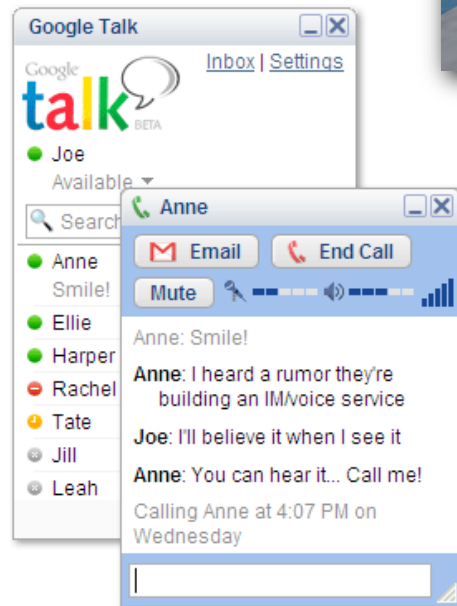 Google Talk
Inbox | Settings
Google
talk
BETA
Joe
Available
Search
Anne
Smile!
Ellie
Harper
Rachel
Tate
Jill
Leah
Anne
Email
End Call
Mute
Anne: Smile!
Anne: I heard a rumor they're
building an IM/voice service
Joe: I'll believe it when I see it
Anne: You can hear it... Call me!
Calling Anne at 4:07 PM on
Wednesday